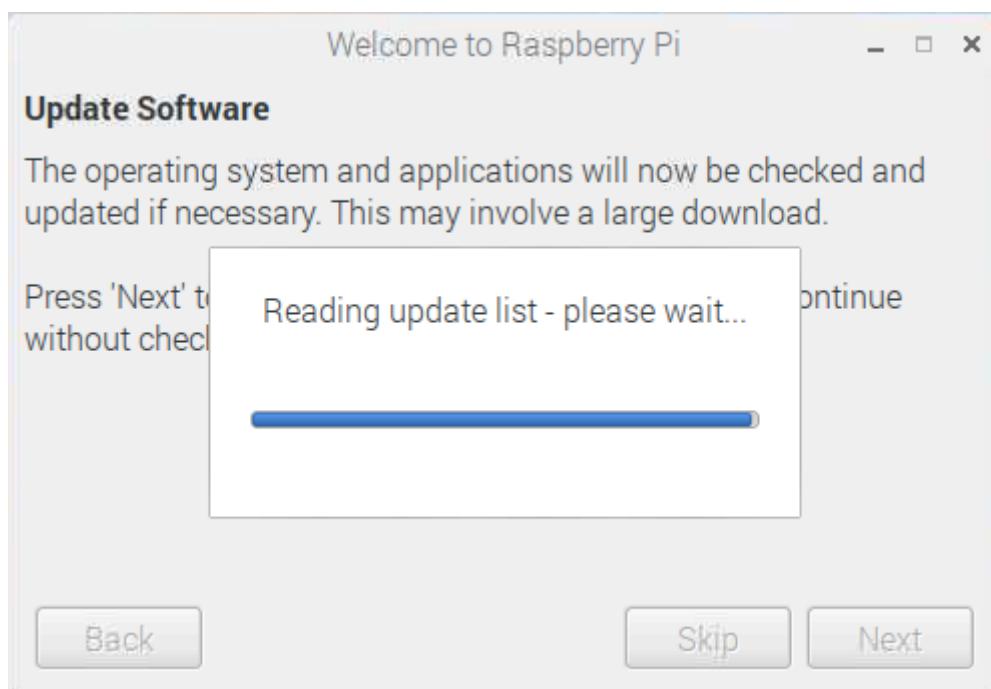 Welcome to Raspberry Pi
Update Software
The operating system and applications will now be checked and
updated if necessary. This may involve a large download.
Press 'Next' t ontinue
without chec
Reading update list - please wait...
Back Skip Next